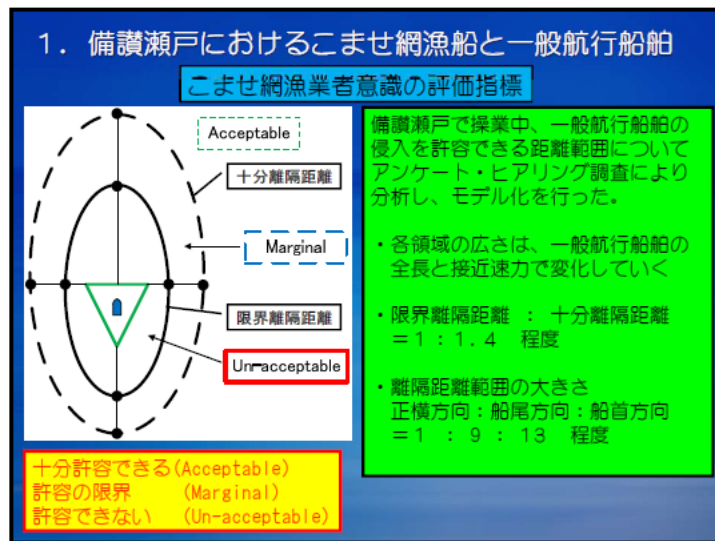 １．備讃瀬戸におけるこませ網漁船と一般航行船舶
こませ網漁業者意識の評価指標
Acceptable
十分離隔距離
Marginal
限界離隔距離
Un-acceptable
十分許容できる(Acceptable)
許容の限界　　(Marginal)
許容できない　(Un-acceptable)
備讃瀬戸で操業中、一般航行船舶の
侵入を許容できる距離範囲について
アンケート・ヒアリング調査により
分析し、モデル化を行った。
・各領域の広さは、一般航行船舶の
全長と接近速力で変化していく
・限界離隔距離　：　十分離隔距離
＝１：１.４　程度
・離隔距離範囲の大きさ
正横方向：船尾方向：船首方向
＝１　：　９　：　１３　程度